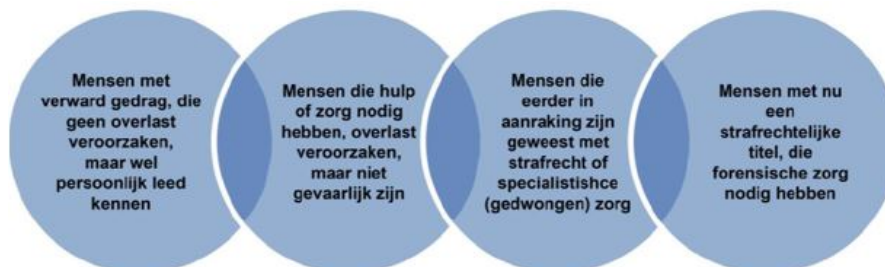 Mensen met
verward gedrag, die
geen overlast
veroorzaken,
maar wel
persoonlijk leed
kennen
Mensen die hulp
of zorg nodig
hebben, overlast
veroorzaken,
maar niet
gevaarlijk zijn
Mensen die
eerder in
aanraking zijn
geweest met
strafrecht of
specialistishce
(gedwongen) zorg
Mensen met nu
een
strafrechtelijke
titel, die
forensische zorg
nodig hebben